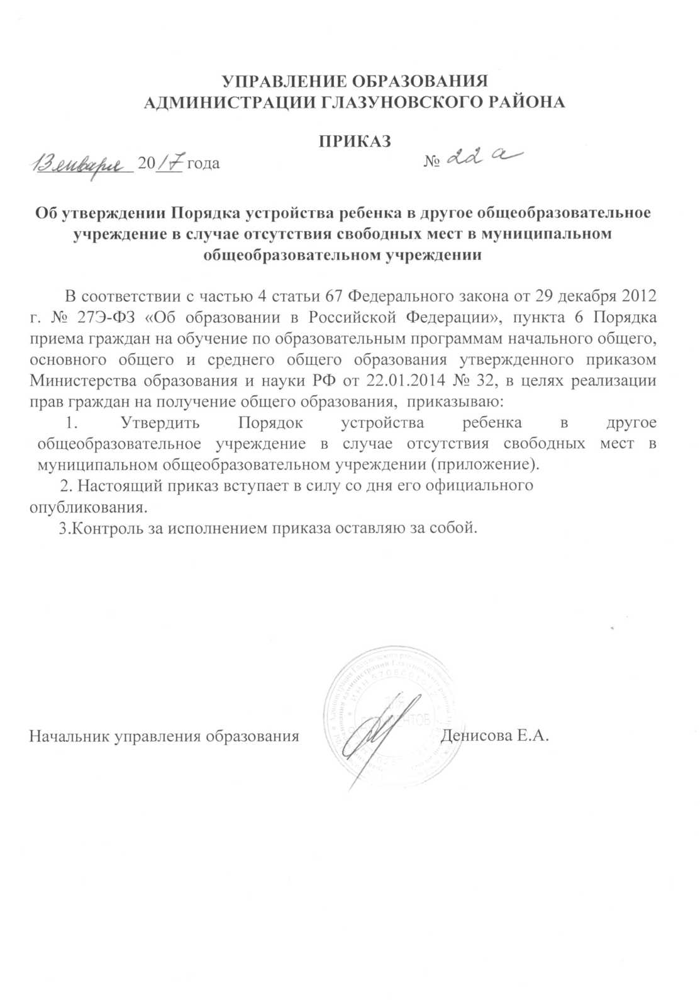 УПРАВЛЕНИЕ ОБРАЗОВАНИЯ
АДМИНИСТРАЦИИ ГЛАЗУНОВСКОГО РАЙОНА
ПРИКАЗ
13 января 2017 года № 22 а
Об утверждении Порядка устройства ребенка в другое общеобразовательное
учреждение в случае отсутствия свободных мест в муниципальном
общеобразовательном учреждении
В соответствии с частью 4 статьи 67 Федерального закона от 29 декабря 2012
г. № 27Э-ФЗ «Об образовании в Российской Федерации», пункта 6 Порядка
приема граждан на обучение по образовательным программам начального общего,
основного общего и среднего общего образования утвержденного приказом
Министерства образования и науки РФ от 22.01.2014 № 32, в целях реализации
прав граждан на получение общего образования, приказываю:
1. Утвердить Порядок устройства ребенка в другое
общеобразовательное учреждение в случае отсутствия свободных мест в
муниципальном общеобразовательном учреждении (приложение).
2. Настоящий приказ вступает в силу со дня его официального
опубликования.
3.Контроль за исполнением приказа оставляю за собой.
Начальник управления образования Денисова Е.А.